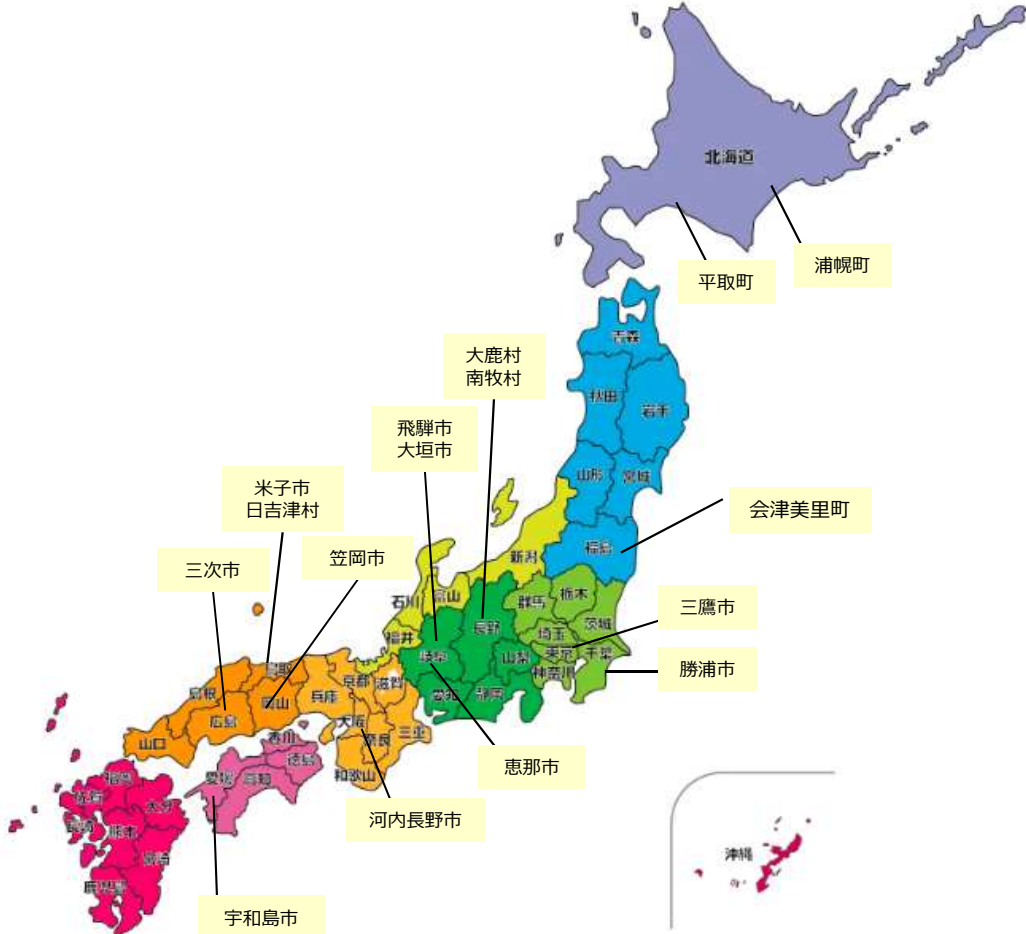 北海道
浦幌町
平取町
青森
大鹿村
南牧村
秋田
岩手
飛騨市
大垣市
山形
宮城
米子市
日吉津村
会津美里町
福島
新潟
笠岡市
三次市
石川
富山
群馬
栃木
茨城
三鷹市
長野
埼玉
福井
岐阜
山梨
東京
千葉
神奈川
勝浦市
鳥取
京都
滋賀
兵庫
島根
岡山
愛知
静岡
広島
大阪
奈良
三重
山口
香川
徳島
和歌山
愛媛
高知
恵那市
福岡
佐賀
大分
長崎
熊本
宮崎
鹿児島
河内長野市
宇和島市
沖縄